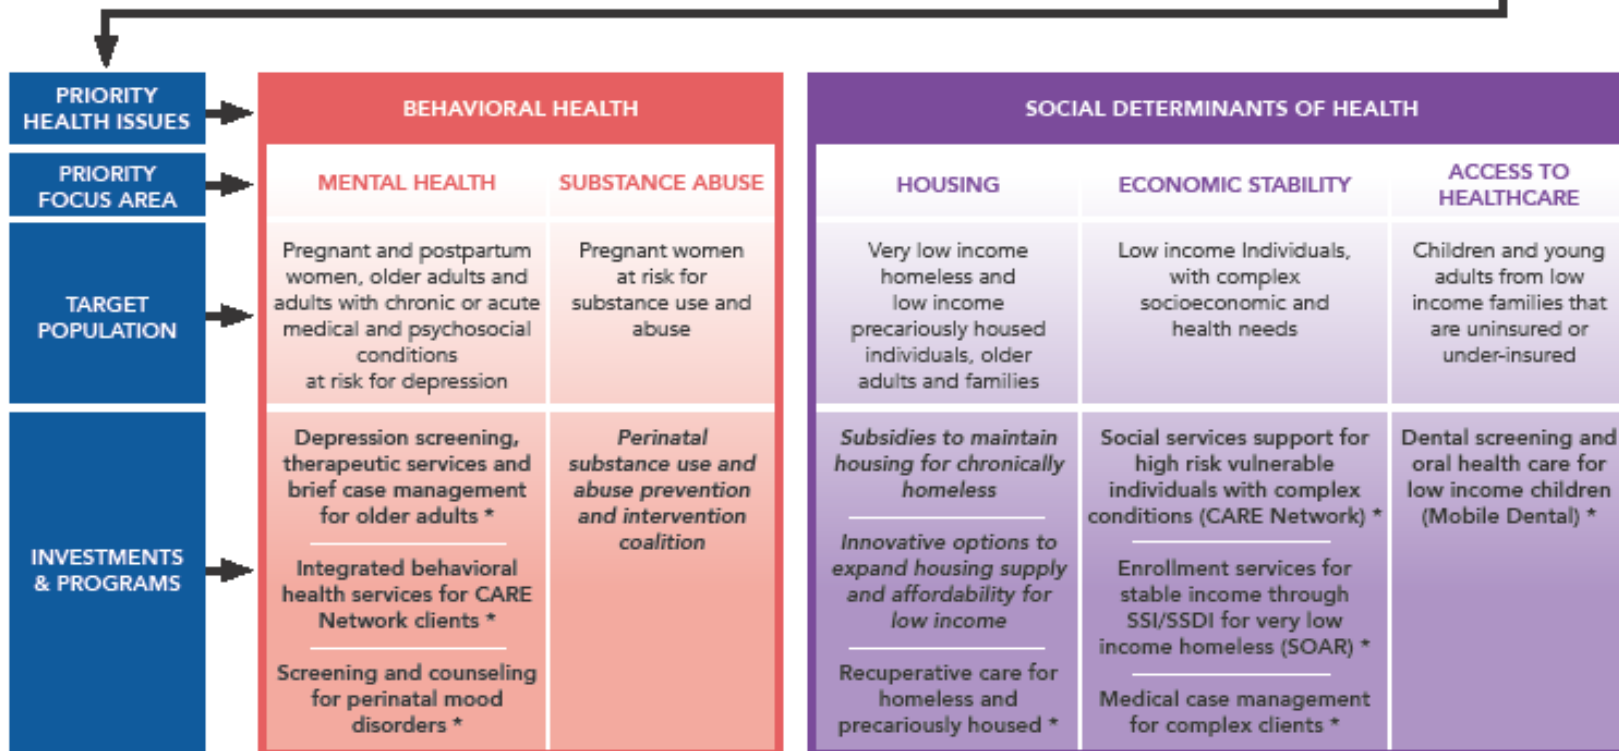 PRIORITY
HEALTH ISSUES
BEHAVIORAL HEALTH
SOCIAL DETERMINANTS OF HEALTH
PRIORITY
FOCUS AREA
MENTAL HEALTH
SUBSTANCE ABUSE
HOUSING
ECONOMIC STABILITY
ACCESS TO
HEALTHCARE
TARGET
POPULATION
Pregnant and postpartum
women, older adults and
adults with chronic or acute
medical and psychosocial
conditions
at risk for depression
Pregnant women
at risk for
substance use and
abuse
Very low income
homeless and
low income
precariously housed
individuals, older
adults and families
Low income Individuals,
with complex
socioeconomic and
health needs
Children and young
adults from low
income families that
are uninsured or
under-insured
INVESTMENTS
& PROGRAMS
Depression screening,
therapeutic services and
brief case management
for older adults *
Integrated behavioral
health services for CARE
Network clients *
Screening and counseling
for perinatal mood
disorders *
Perinatal
substance use and
abuse prevention
and intervention
coalition
Subsidies to maintain
housing for chronically
homeless
Innovative options to
expand housing supply
and affordability for
low income
Recuperative care for
homeless and
precariously housed *
Social services support for
high risk vulnerable
individuals with complex
conditions (CARE Network) *
Enrollment services for
stable income through
SSI/SSDI for very low
income homeless (SOAR) *
Medical case management
for complex clients *
Dental screening and
oral health care for
low income children
(Mobile Dental) *